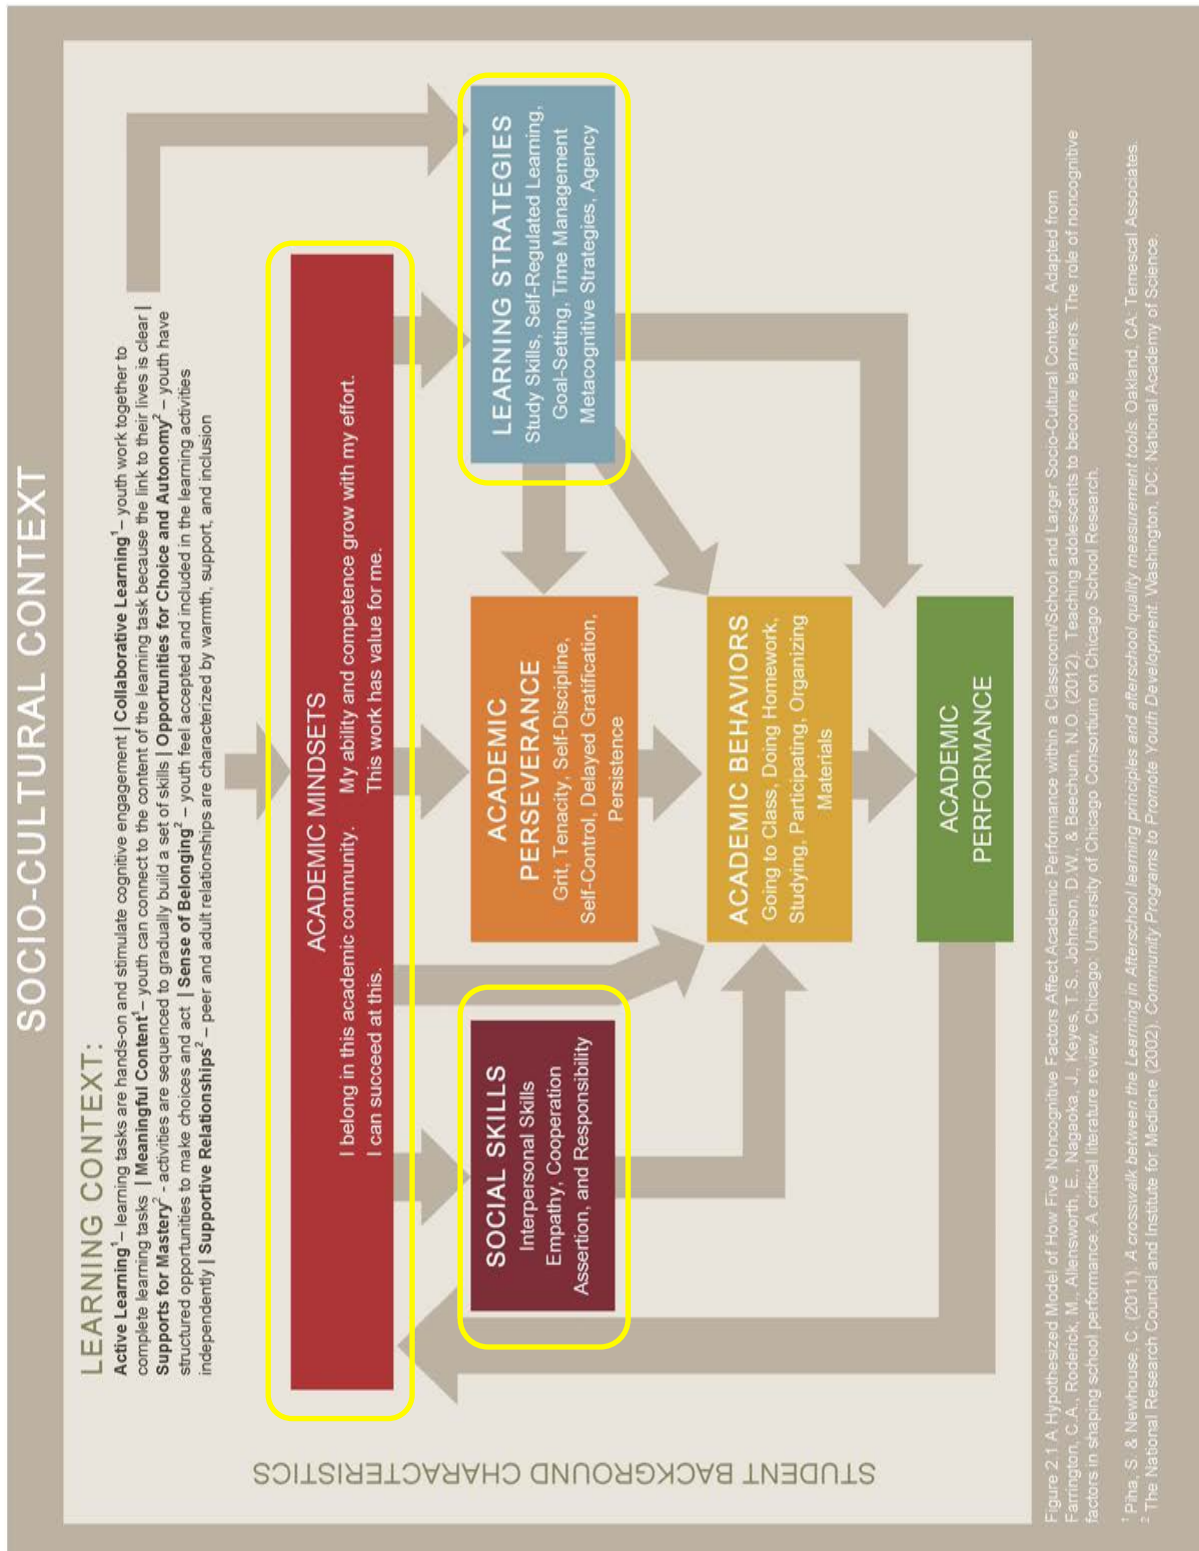 SOCIO-CULTURAL CONTEXT
LEARNING CONTEXT:
Active Learning¹– learning tasks are hands-on and stimulate cognitive engagement | Collaborative Learning¹– youth work together to
complete learning tasks | Meaningful Content¹– youth can connect to the content of the learning task because the link to their lives is clear |
Supports for Mastery² - activities are sequenced to gradually build a set of skills | Opportunities for Choice and Autonomy² – youth have
structured opportunities to make choices and act | Sense of Belonging² – youth feel accepted and included in the learning activities
independently | Supportive Relationships² – peer and adult relationships are characterized by warmth, support, and inclusion
STUDENT BACKGROUND CHARACTERISTICS
ACADEMIC MINDSETS
I belong in this academic community. My ability and competence grow with my effort.
I can succeed at this. This work has value for me.
SOCIAL SKILLS
Interpersonal Skills
Empathy, Cooperation
Assertion, and Responsibility
ACADEMIC
PERSEVERANCE
Grit, Tenacity, Self-Discipline,
Self-Control, Delayed Gratification,
Persistence
LEARNING STRATEGIES
Study Skills, Self-Regulated Learning,
Goal-Setting, Time Management
Metacognitive Strategies, Agency
ACADEMIC BEHAVIORS
Going to Class, Doing Homework,
Studying, Participating, Organizing
Materials
ACADEMIC
PERFORMANCE
Figure 2.1 A Hypothesized Model of How Five Noncognitive Factors Affect Academic Performance within a Classroom/School and Larger Socio-Cultural Context. Adapted from
Farrington, C.A., Roderick, M., Allensworth, E., Nagaoka, J., Keyes, T.S., Johnson, D.W., & Beechum, N.O. (2012). Teaching adolescents to become learners. The role of noncognitive
factors in shaping school performance: A critical literature review. Chicago: University of Chicago Consortium on Chicago School Research.
¹ Piha, S. & Newhouse, C. (2011). A crosswalk between the Learning in Afterschool learning principles and afterschool quality measurement tools. Oakland, CA: Temescal Associates.
² The National Research Council and Institute for Medicine (2002). Community Programs to Promote Youth Development. Washington, DC: National Academy of Science.